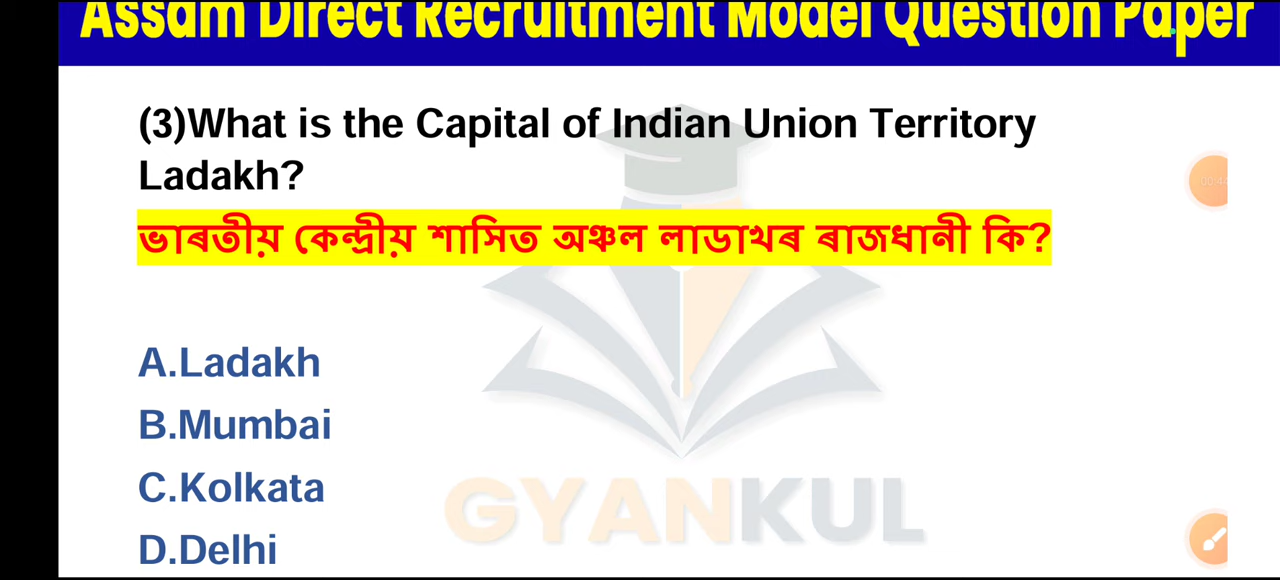 Assam Direct Recruitment Model Question Paper
(3)What is the Capital of Indian Union Territory
Ladakh?
ভাৰতীয় কেন্দ্ৰীয় শাসিত অঞ্চল লাডাখৰ ৰাজধানী কি?
A.Ladakh
B.Mumbai
C.Kolkata
GYANKUL
D.Delhi